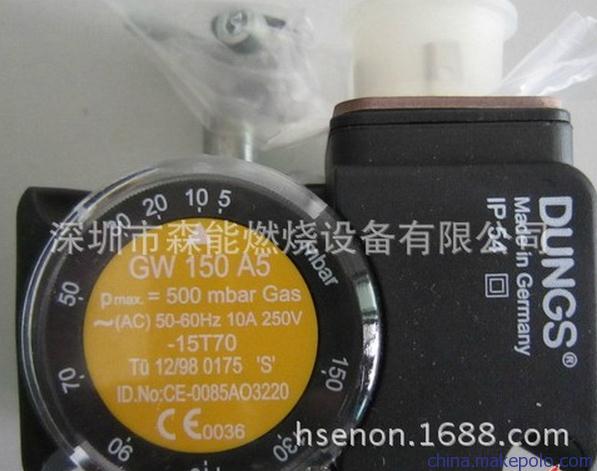 20 10 5
mbar
50
70
90
150
深圳市森能燃烧设备有限公司
GW 150 A5
pmax. = 500 mbar Gas
~(AC) 50-60Hz 10A 250V
-15T70
Tü 12/98 0175 'S'
ID.No:CE-0085AO3220
CE 0036
DUNGS®
Made in Germany
IP 54
hsenon.1688.com
china.makepolo.com